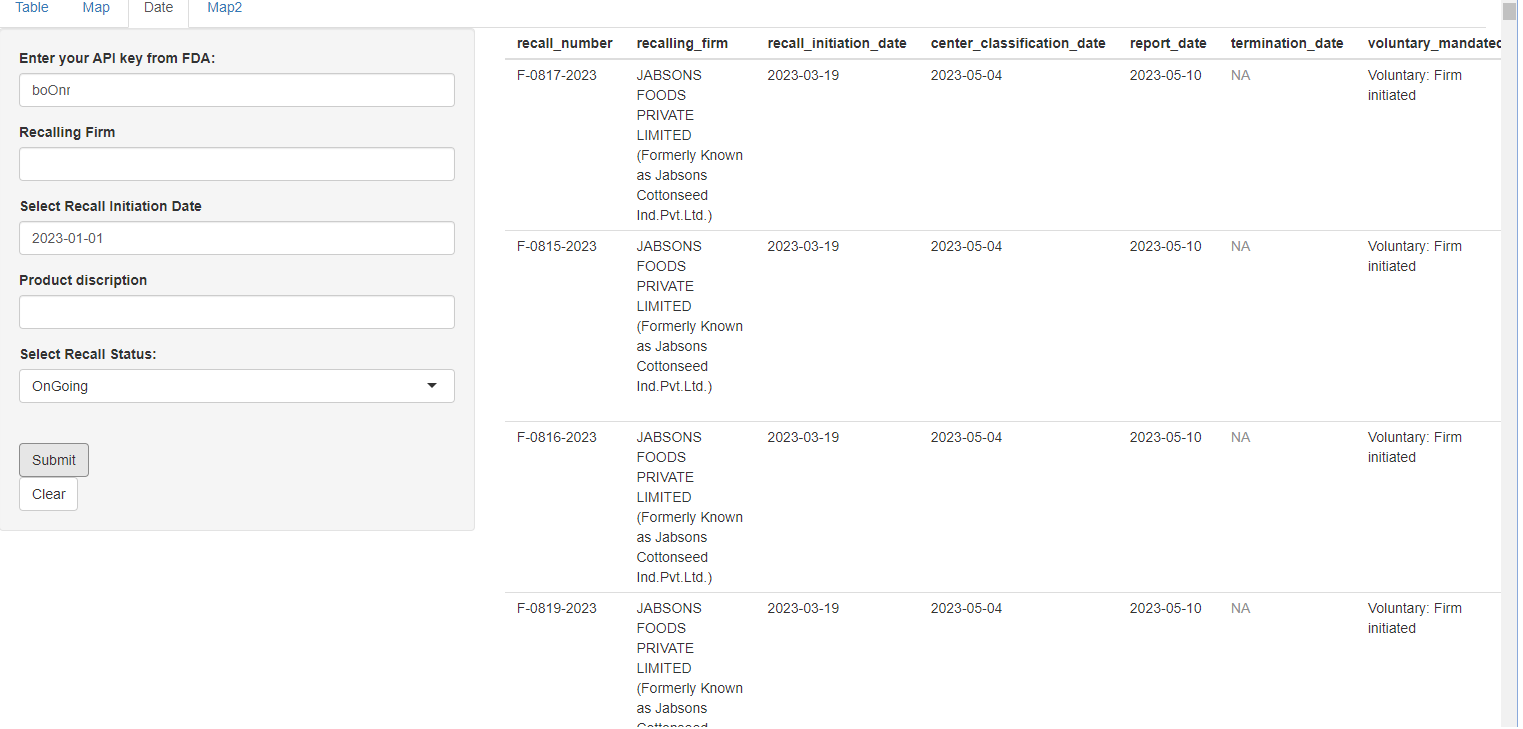 Table Map Date Map2
Enter your API key from FDA:
boOnr
Recalling Firm
Select Recall Initiation Date
2023-01-01
Product discription
Select Recall Status:
OnGoing
Submit
Clear
recall_number recalling_firm recall_initiation_date center_classification_date report_date termination_date voluntary_mandated
F-0817-2023 JABSONS 2023-03-19 2023-05-04 2023-05-10 NA Voluntary: Firm
FOODS initiated
PRIVATE
LIMITED
(Formerly Known
as Jabsons
Cottonseed
Ind.Pvt.Ltd.)
F-0815-2023 JABSONS 2023-03-19 2023-05-04 2023-05-10 NA Voluntary: Firm
FOODS initiated
PRIVATE
LIMITED
(Formerly Known
as Jabsons
Cottonseed
Ind.Pvt.Ltd.)
F-0816-2023 JABSONS 2023-03-19 2023-05-04 2023-05-10 NA Voluntary: Firm
FOODS initiated
PRIVATE
LIMITED
(Formerly Known
as Jabsons
Cottonseed
Ind.Pvt.Ltd.)
F-0819-2023 JABSONS 2023-03-19 2023-05-04 2023-05-10 NA Voluntary: Firm
FOODS initiated
PRIVATE
LIMITED
(Formerly Known
as Jabsons
Cottonseed